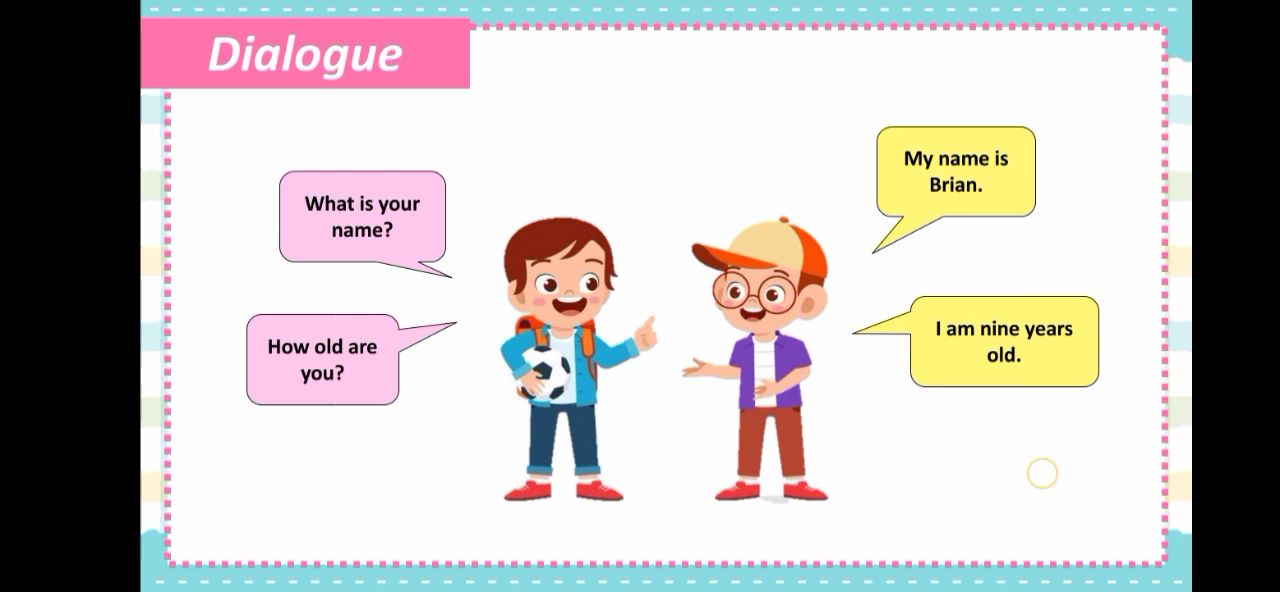 Dialogue
What is your
name?
My name is
Brian.
How old are
you?
I am nine years
old.